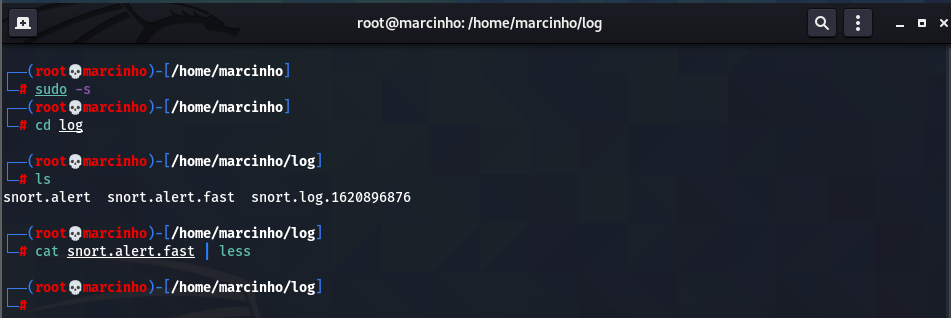 root@marcinho: /home/marcinho/log
┌──(root💀marcinho)-[/home/marcinho]
└─# sudo -s
┌──(root💀marcinho)-[/home/marcinho]
└─# cd log
┌──(root💀marcinho)-[/home/marcinho/log]
└─# ls
snort.alert  snort.alert.fast  snort.log.1620896876
┌──(root💀marcinho)-[/home/marcinho/log]
└─# cat snort.alert.fast | less
┌──(root💀marcinho)-[/home/marcinho/log]
└─#